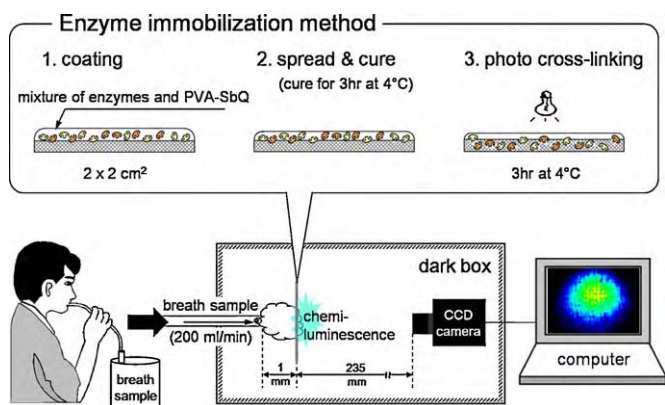 Enzyme immobilization method
1. coating
mixture of enzymes and PVA-SbQ
2 x 2 cm²
2. spread & cure
(cure for 3hr at 4°C)
3. photo cross-linking
3hr at 4°C
breath
sample
breath sample
(200 ml/min)
chemi-
luminescence
dark box
CCD
camera
1
mm
235
mm
computer